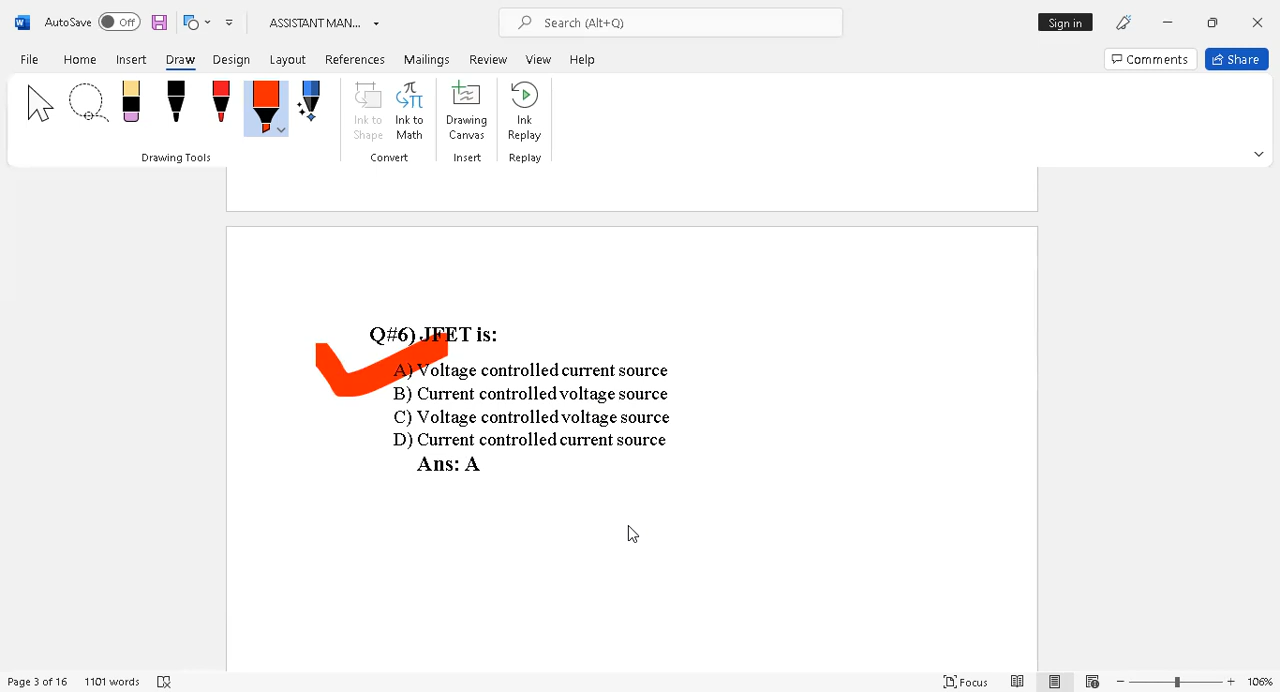 AutoSave Off ASSISTANT MAN... Search (Alt+Q) Sign in
File Home Insert Draw Design Layout References Mailings Review View Help Comments Share
Ink to Shape
Ink to Math
Drawing Canvas
Ink Replay
Drawing Tools Convert Insert Replay
Q#6) JFET is:
A) Voltage controlled current source
B) Current controlled voltage source
C) Voltage controlled voltage source
D) Current controlled current source
Ans: A
Page 3 of 16 1101 words Focus 106%